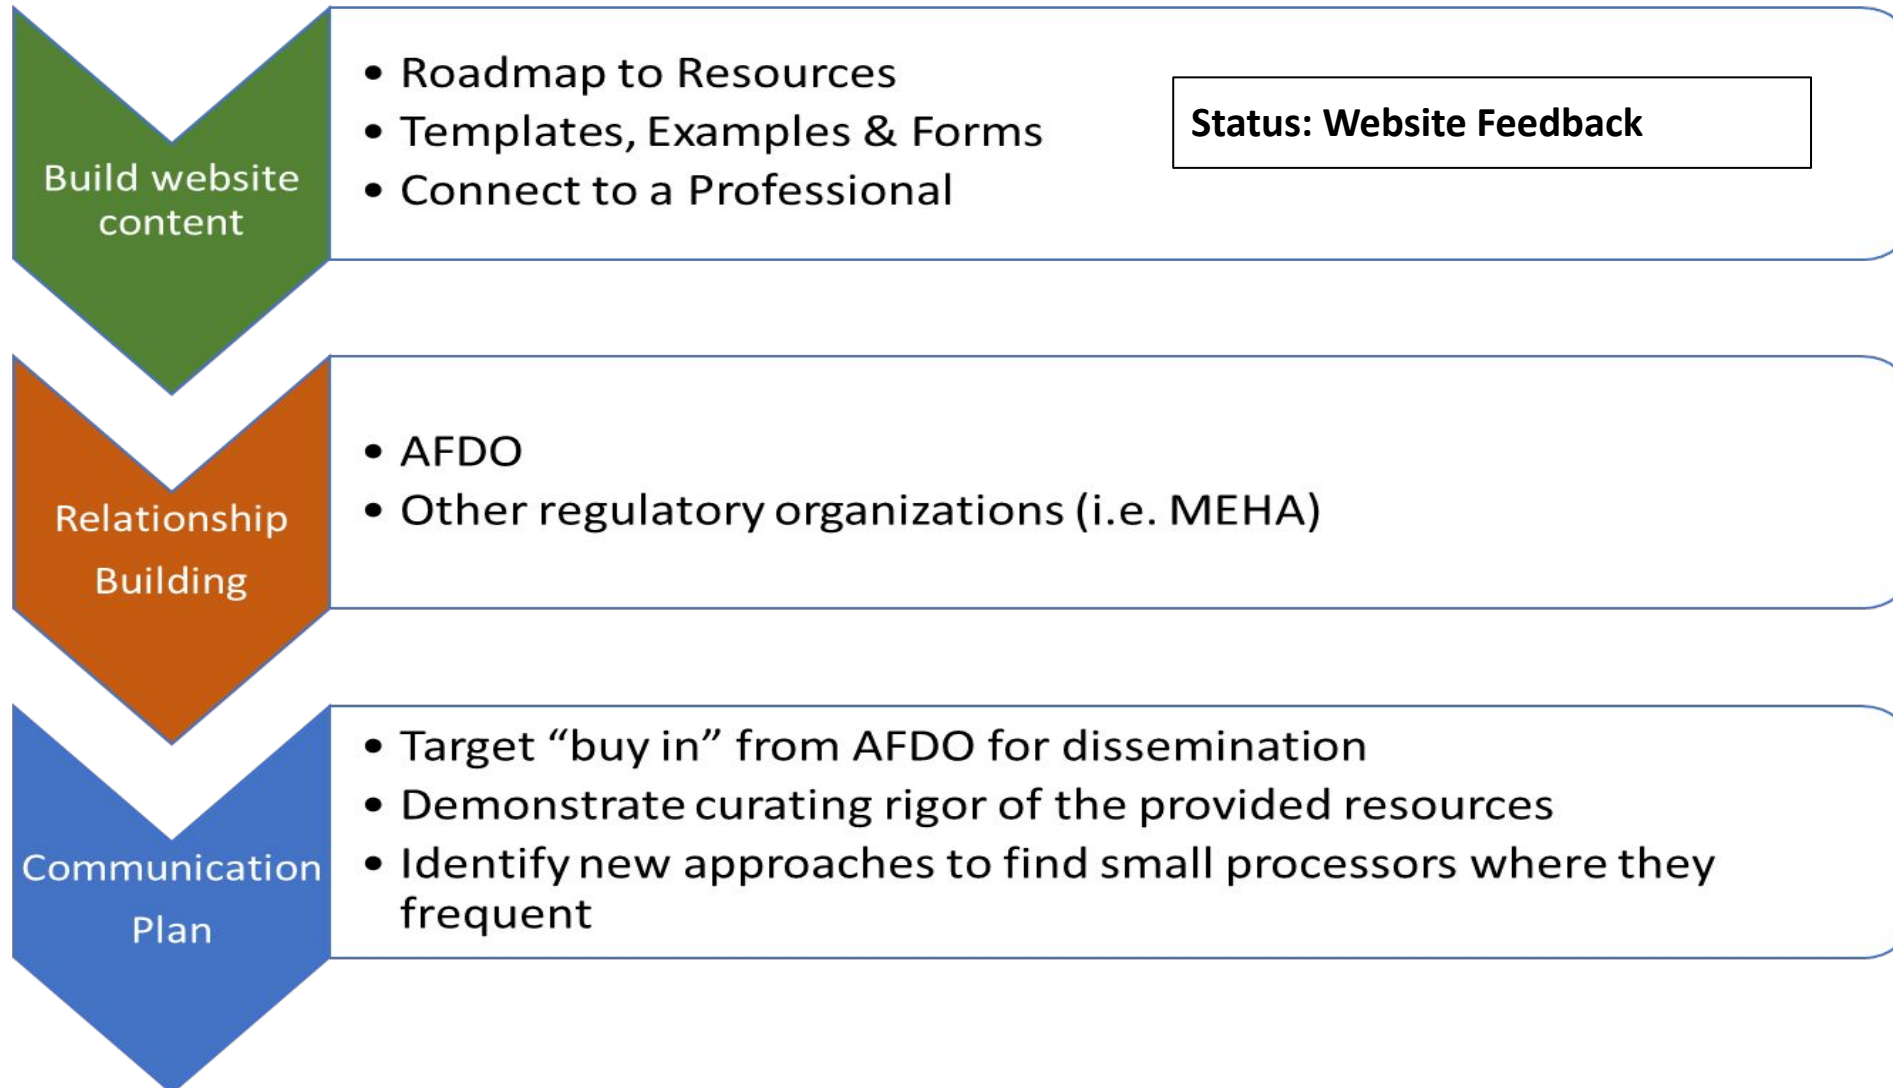 Build website
content
• Roadmap to Resources
• Templates, Examples & Forms
• Connect to a Professional
Status: Website Feedback
Relationship
Building
• AFDO
• Other regulatory organizations (i.e. MEHA)
Communication
Plan
• Target “buy in” from AFDO for dissemination
• Demonstrate curating rigor of the provided resources
• Identify new approaches to find small processors where they
frequent